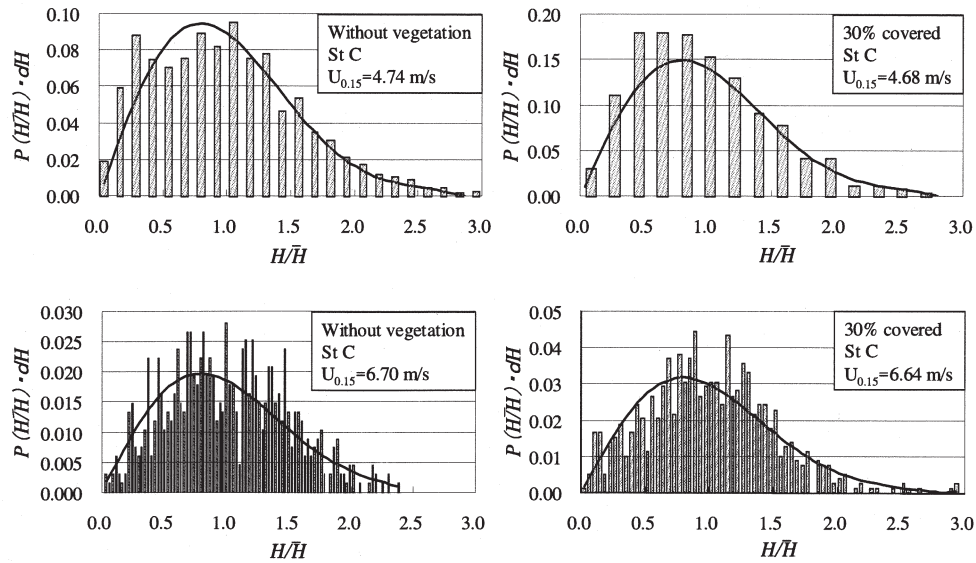 0.10
0.08
0.06
0.04
0.02
0.00
P (H/H̅)・dH
Without vegetation
St C
U0.15=4.74 m/s
0.0 0.5 1.0 1.5 2.0 2.5 3.0
H/H̅
0.20
0.15
0.10
0.05
0.00
P (H/H̅)・dH
30% covered
St C
U0.15=4.68 m/s
0.0 0.5 1.0 1.5 2.0 2.5 3.0
H/H̅
0.030
0.025
0.020
0.015
0.010
0.005
0.000
P (H/H̅)・dH
Without vegetation
St C
U0.15=6.70 m/s
0.0 0.5 1.0 1.5 2.0 2.5 3.0
H/H̅
0.05
0.04
0.03
0.02
0.01
0.00
P (H/H̅)・dH
30% covered
St C
U0.15=6.64 m/s
0.0 0.5 1.0 1.5 2.0 2.5 3.0
H/H̅